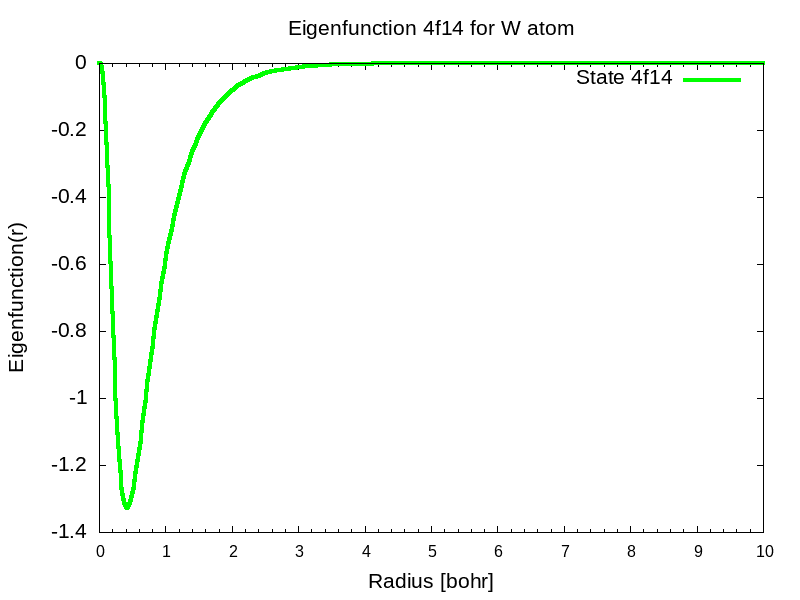 Eigenfunction 4f14 for W atom
State 4f14
0
-0.2
-0.4
-0.6
-0.8
-1
-1.2
-1.4
Eigenfunction(r)
0 1 2 3 4 5 6 7 8 9 10
Radius [bohr]